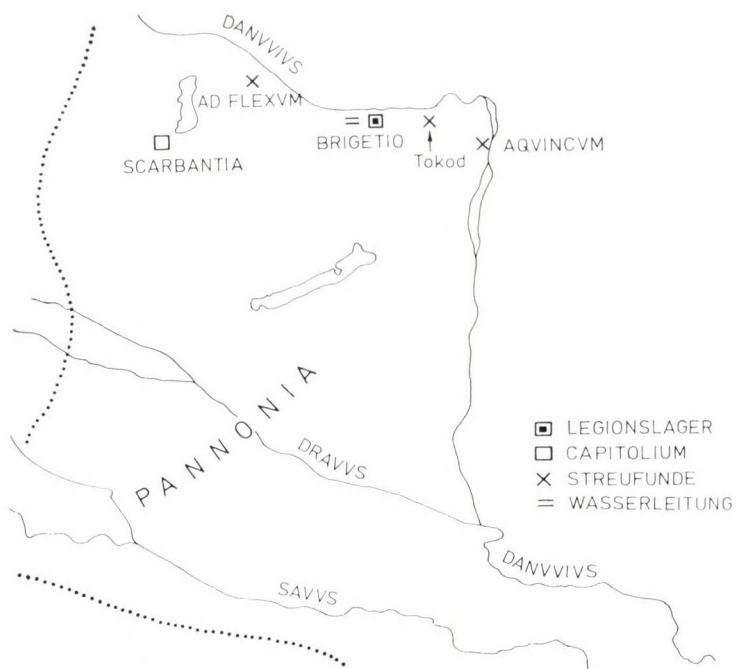 DANVVIVS
AD FLEXVM
BRIGETIO
AQVINCVM
SCARBANTIA
Tokod
PANNONIA
LEGIONSLAGER
CAPITOLIUM
DRAVVS
STREUFUNDE
WASSERLEITUNG
DANVVIVS
SAVVS